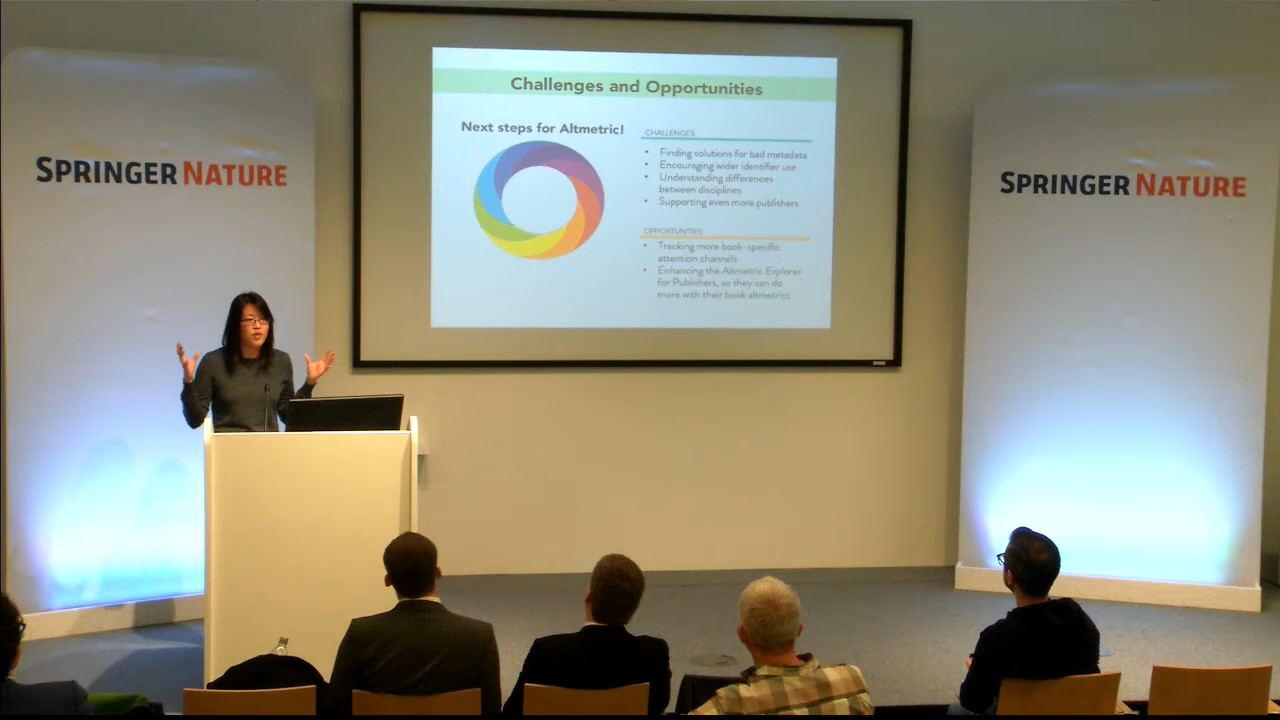 SPRINGER NATURE
Challenges and Opportunities
Next steps for Altmetric!
CHALLENGES
• Finding solutions for bad metadata
• Encouraging wider identifier use
• Understanding differences
between disciplines
• Supporting even more publishers
OPPORTUNITIES
• Tracking more book-specific
attention channels
• Enhancing the Altmetric Explorer
for Publishers, so they can do
more with their book altmetrics
SPRINGER NATURE